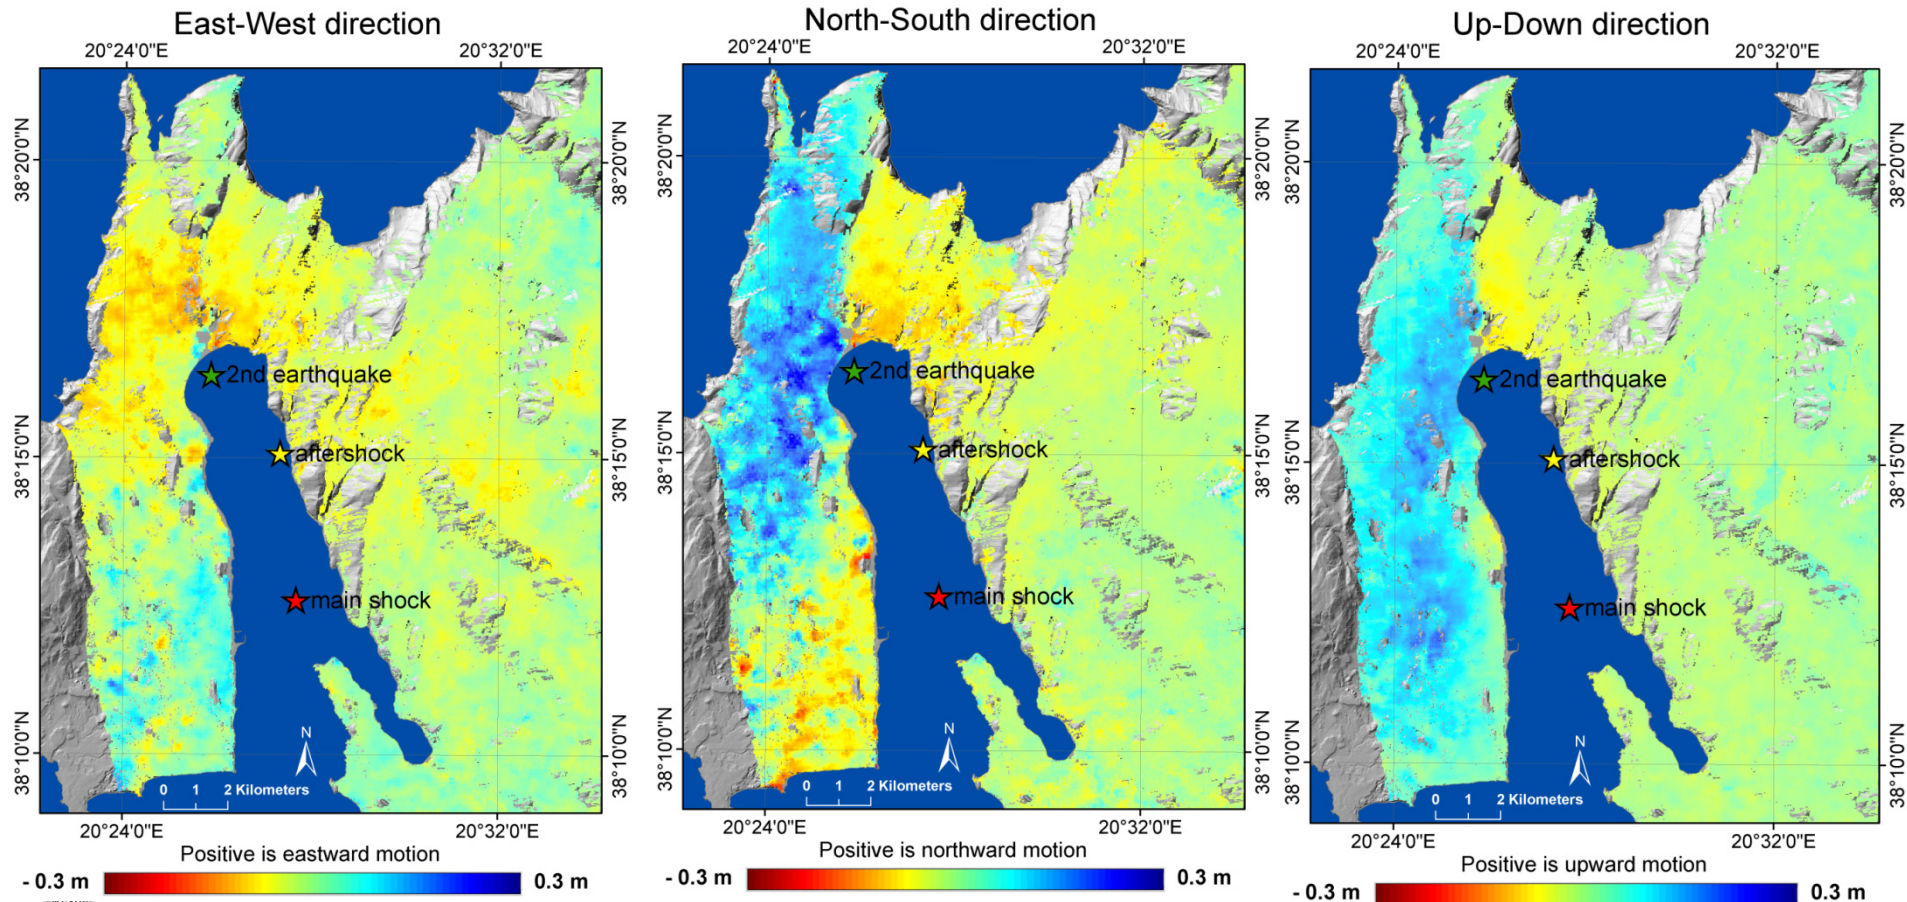 East-West direction
20°24'0"E 20°32'0"E
38°20'0"N 38°20'0"N
2nd earthquake
38°15'0"N 38°15'0"N
aftershock
main shock
38°10'0"N 38°10'0"N
N
0 1 2 Kilometers
20°24'0"E 20°32'0"E
Positive is eastward motion
- 0.3 m 0.3 m
North-South direction
20°24'0"E 20°32'0"E
38°20'0"N 38°20'0"N
2nd earthquake
38°15'0"N 38°15'0"N
aftershock
main shock
38°10'0"N 38°10'0"N
N
0 1 2 Kilometers
20°24'0"E 20°32'0"E
Positive is northward motion
- 0.3 m 0.3 m
Up-Down direction
20°24'0"E 20°32'0"E
38°20'0"N 38°20'0"N
2nd earthquake
38°15'0"N 38°15'0"N
aftershock
main shock
38°10'0"N 38°10'0"N
N
0 1 2 Kilometers
20°24'0"E 20°32'0"E
Positive is upward motion
- 0.3 m 0.3 m